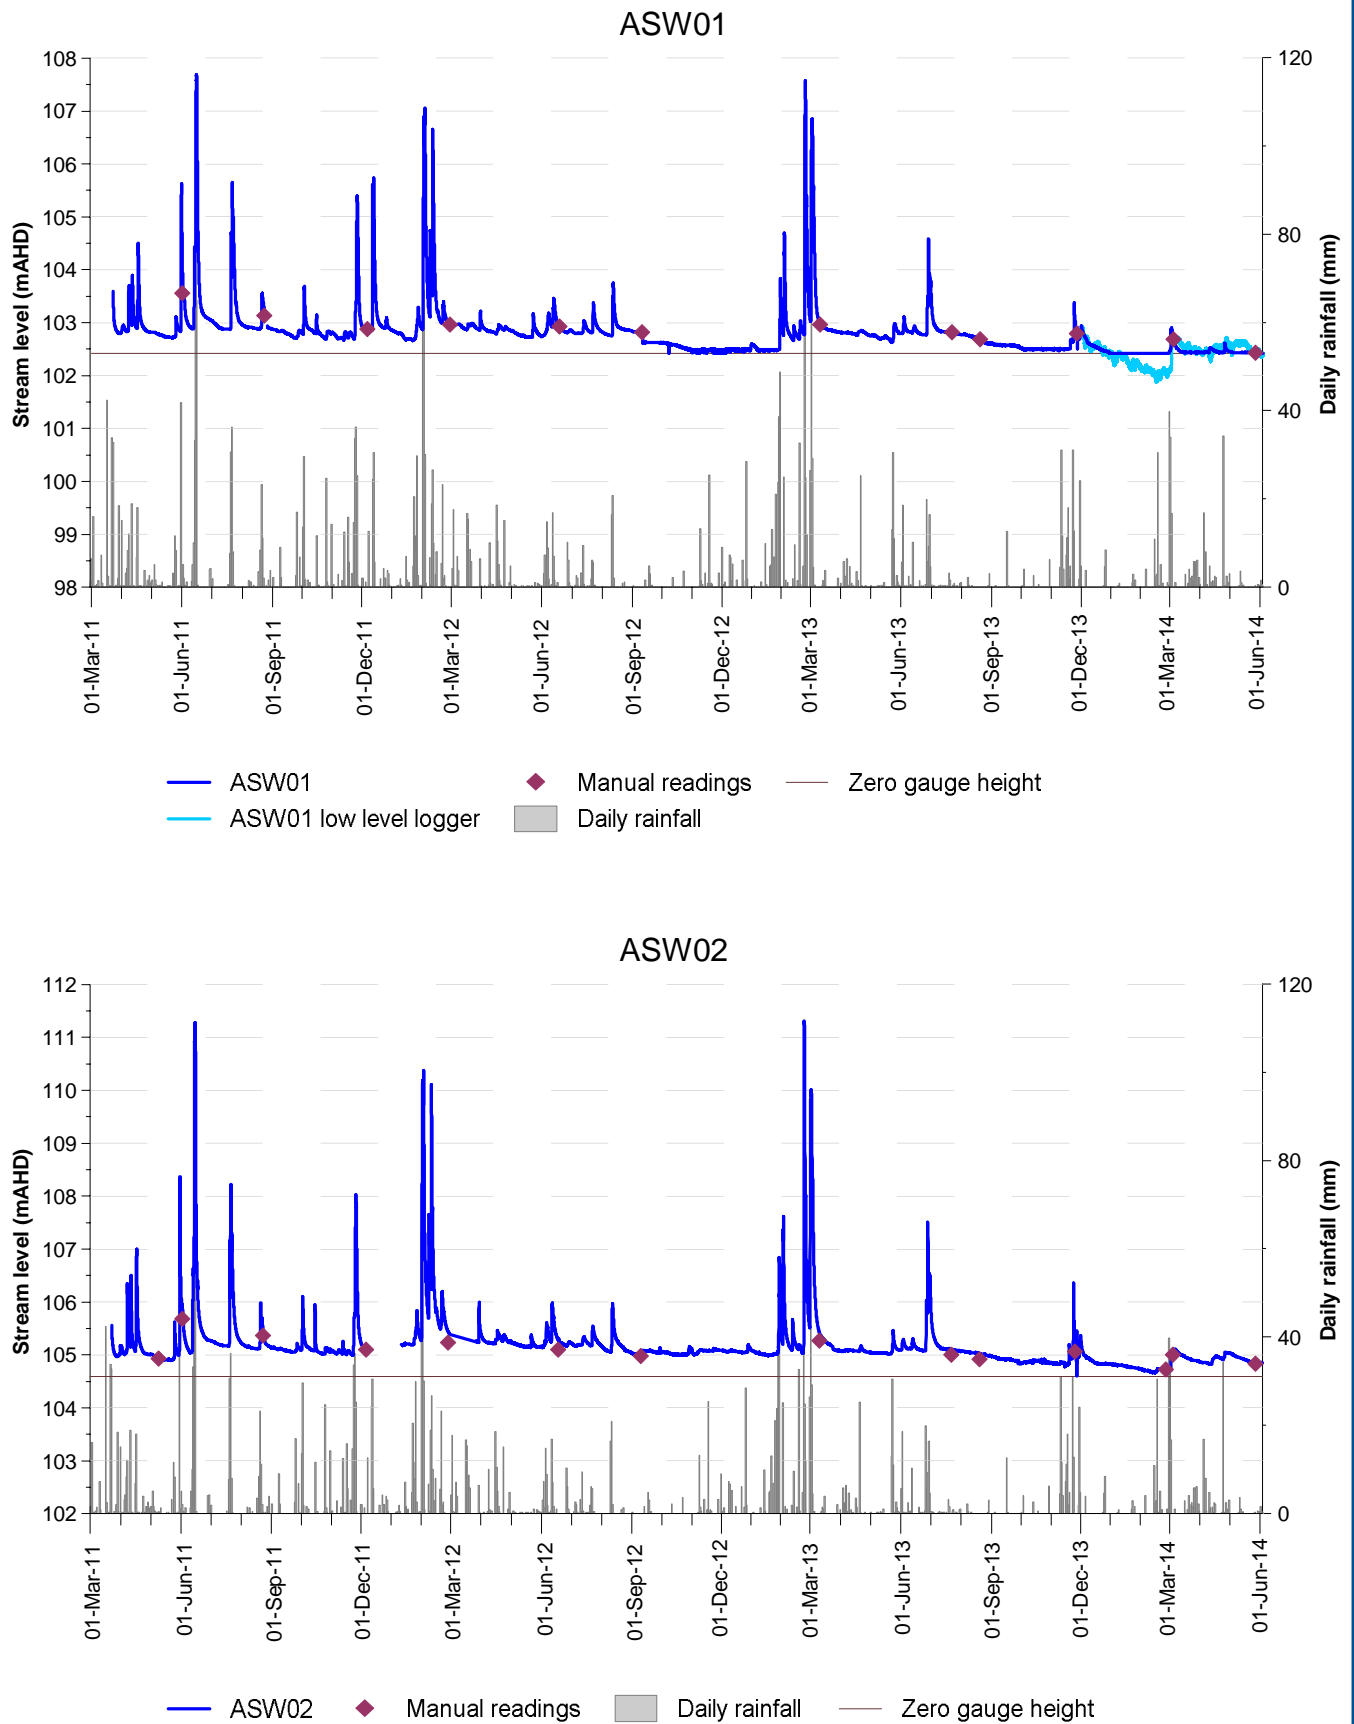 ASW01
108
107
106
105
104
103
102
101
100
99
98
Stream level (mAHD)
120
80
40
0
Daily rainfall (mm)
01-Mar-11
01-Jun-11
01-Sep-11
01-Dec-11
01-Mar-12
01-Jun-12
01-Sep-12
01-Dec-12
01-Mar-13
01-Jun-13
01-Sep-13
01-Dec-13
01-Mar-14
01-Jun-14
ASW01 Manual readings Zero gauge height
ASW01 low level logger Daily rainfall
ASW02
112
111
110
109
108
107
106
105
104
103
102
Stream level (mAHD)
120
80
40
0
Daily rainfall (mm)
01-Mar-11
01-Jun-11
01-Sep-11
01-Dec-11
01-Mar-12
01-Jun-12
01-Sep-12
01-Dec-12
01-Mar-13
01-Jun-13
01-Sep-13
01-Dec-13
01-Mar-14
01-Jun-14
ASW02 Manual readings Daily rainfall Zero gauge height